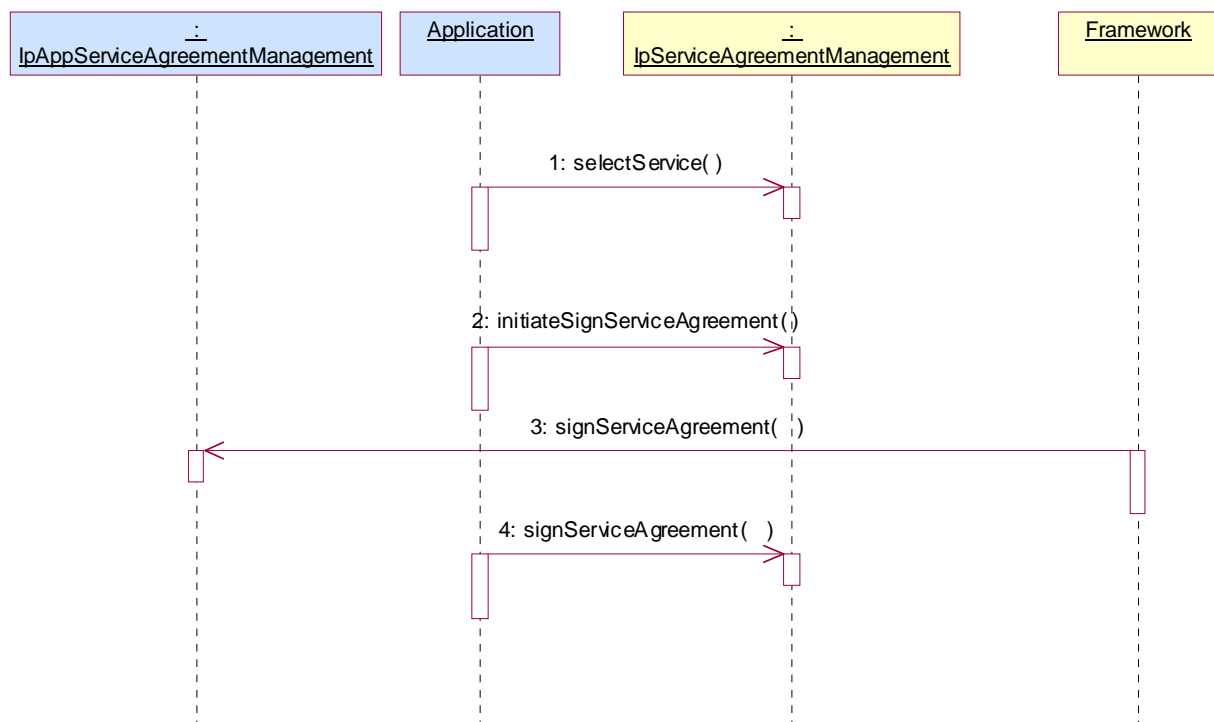 :
IpAppServiceAgreementManagement
Application
:
IpServiceAgreementManagement
Framework
1: selectService( )
2: initiateSignServiceAgreement( )
3: signServiceAgreement(  )
4: signServiceAgreement(  )